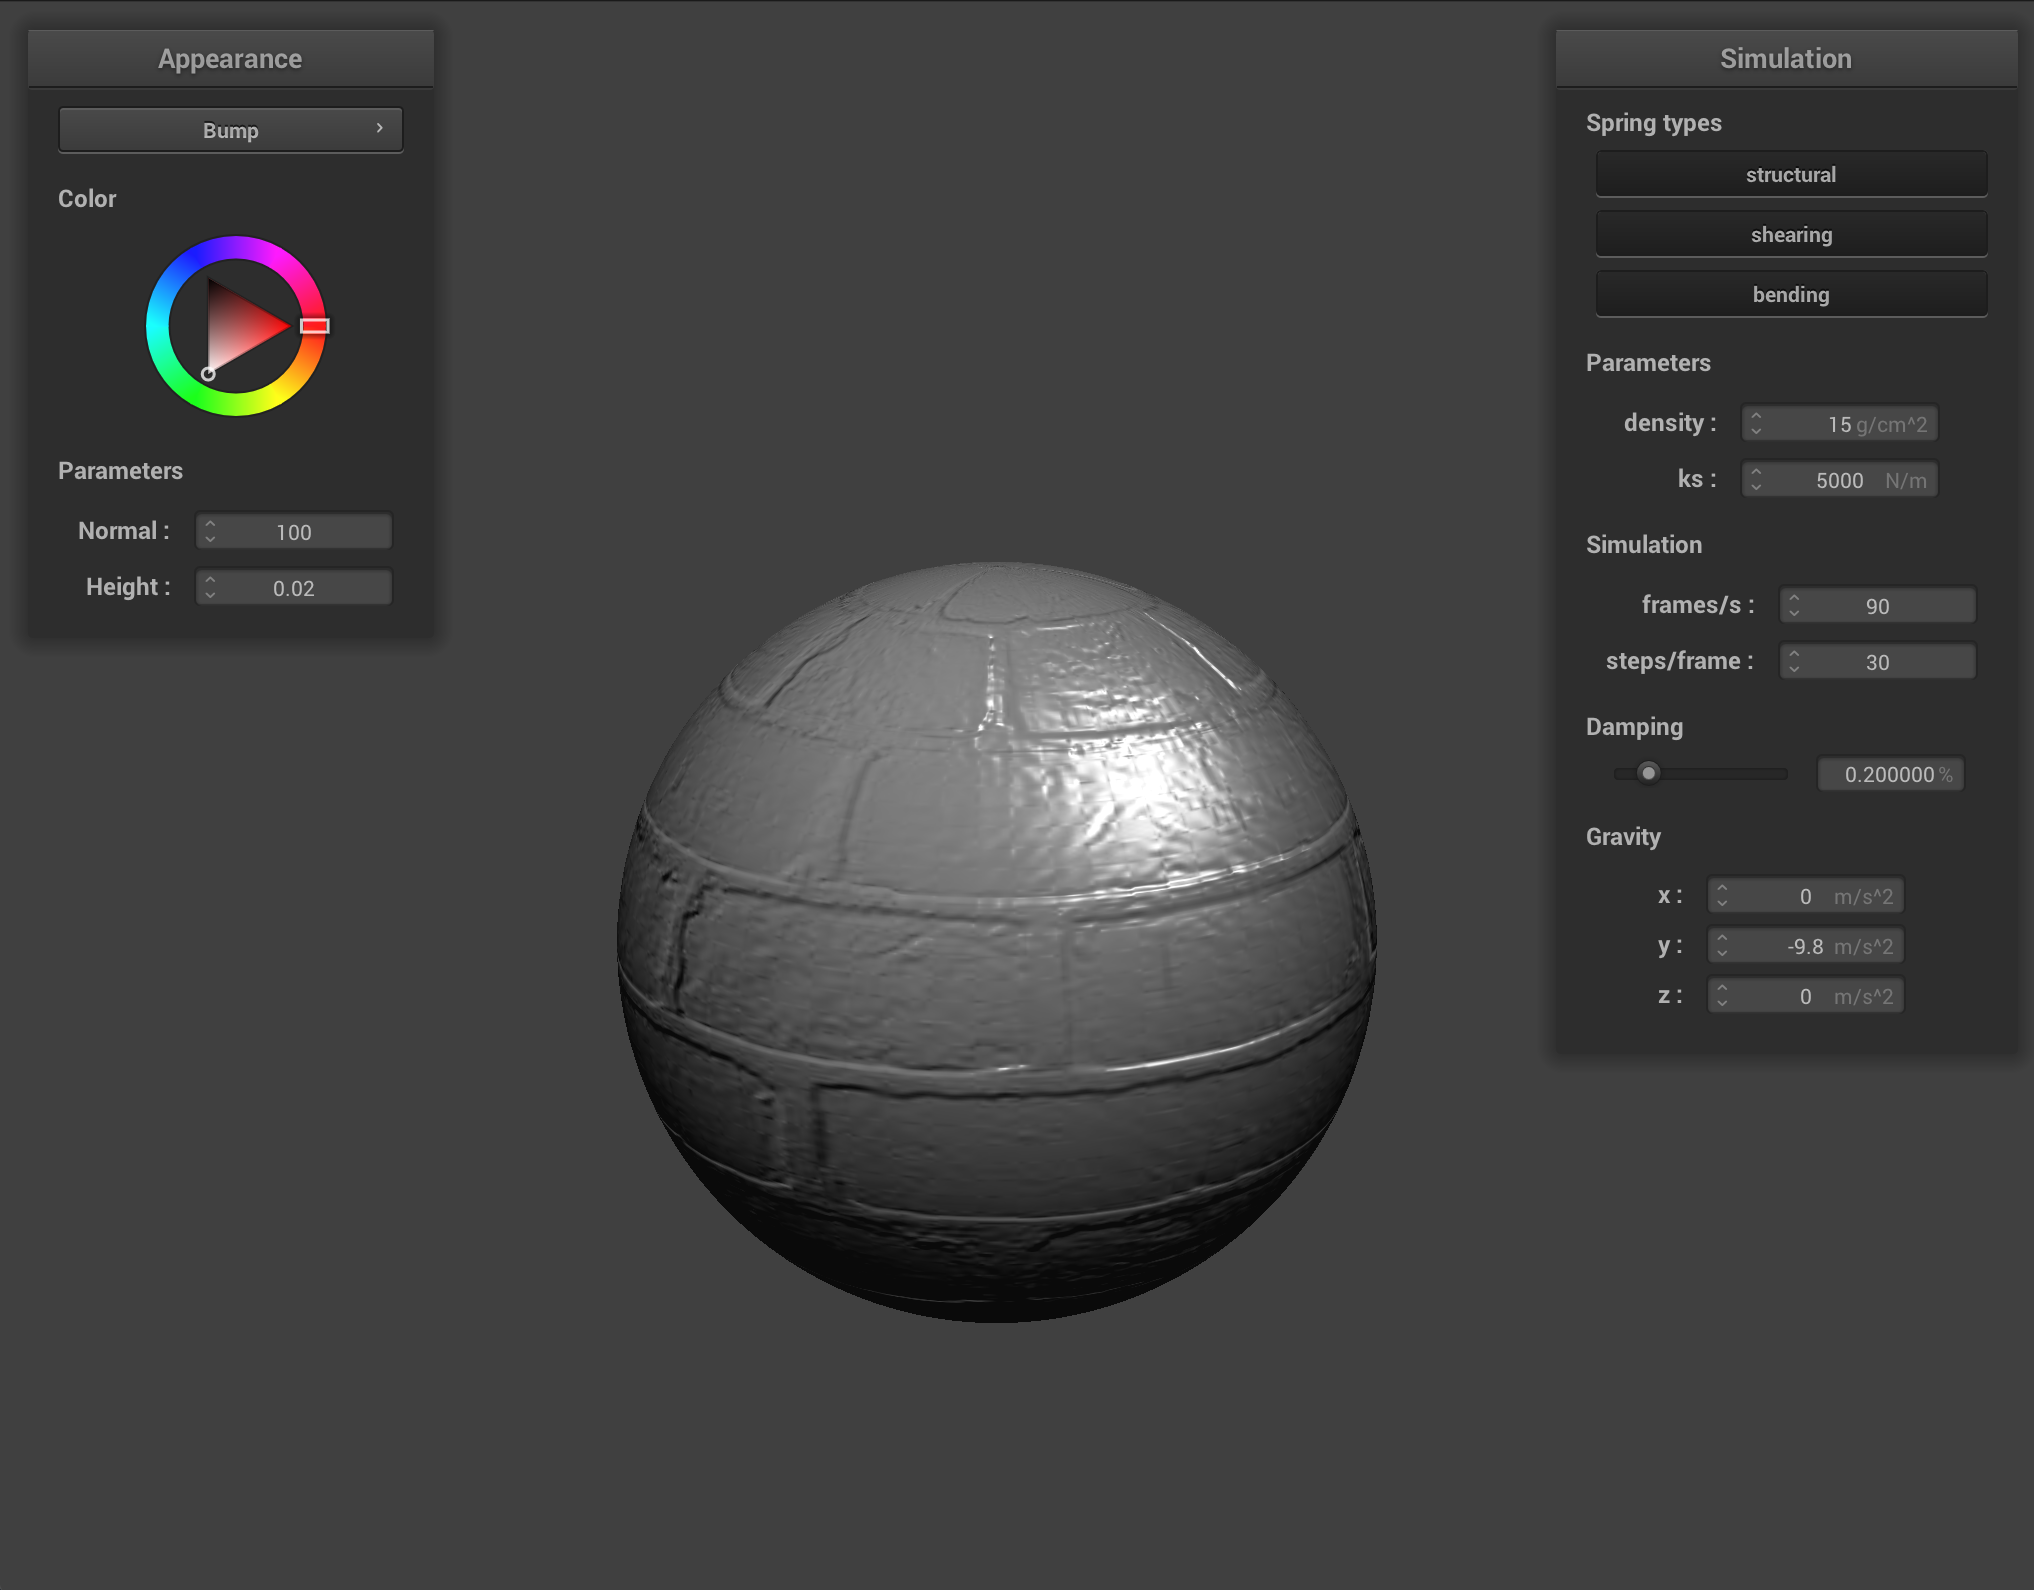 Appearance
Bump
Color
Parameters
Normal : 100
Height : 0.02
Simulation
Spring types
structural
shearing
bending
Parameters
density : 15 g/cm^2
ks : 5000 N/m
Simulation
frames/s : 90
steps/frame : 30
Damping
0.200000 %
Gravity
x : 0 m/s^2
y : -9.8 m/s^2
z : 0 m/s^2